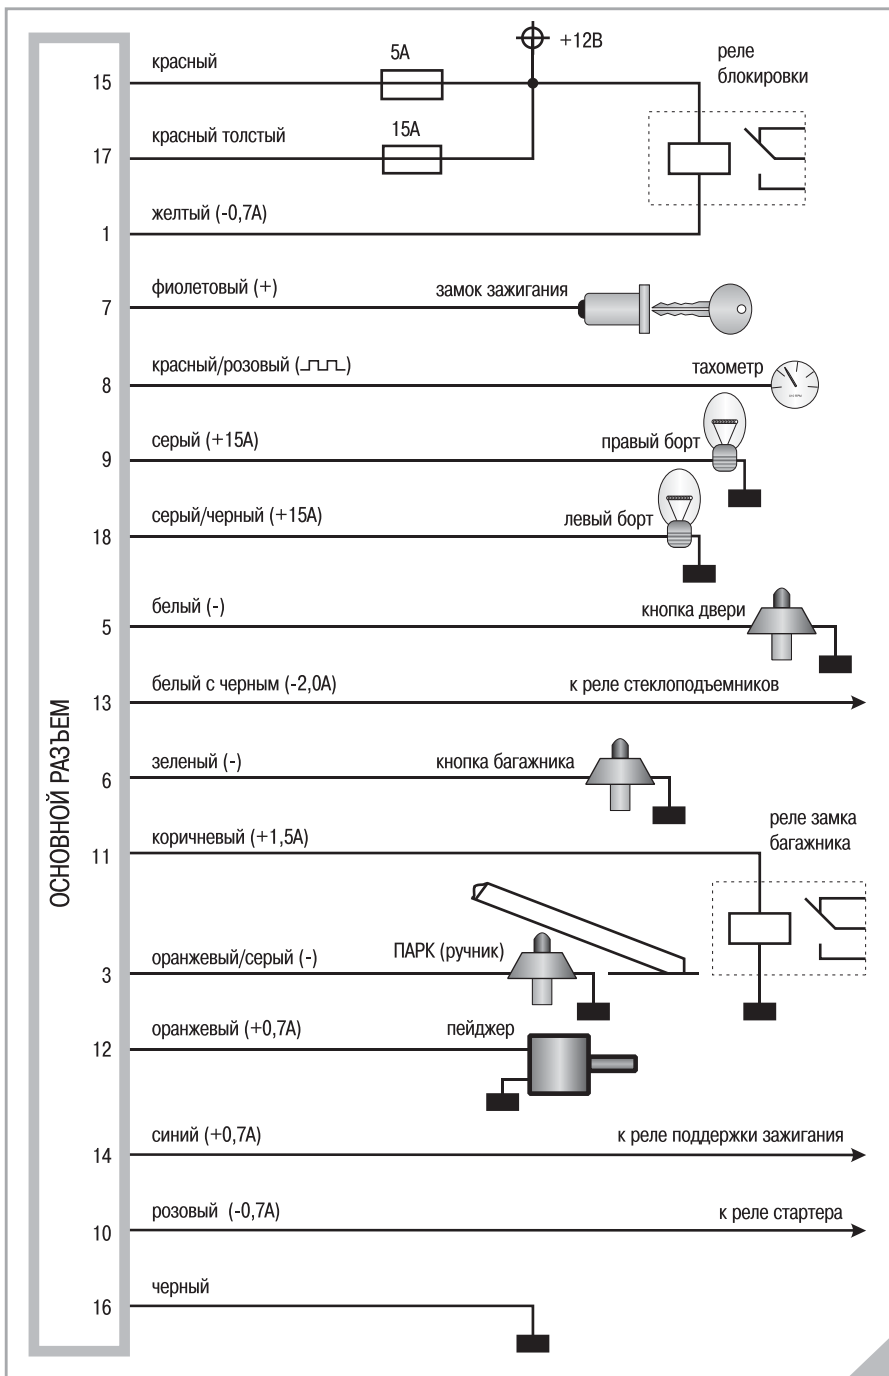 +12В
5А
красный
15
реле
блокировки
15А
красный толстый
17
желтый (-0,7А)
1
фиолетовый (+)
замок зажигания
7
красный/розовый ( )
тахометр
8
серый (+15А)
правый борт
9
серый/черный (+15А)
левый борт
18
белый (-)
кнопка двери
5
белый с черным (-2,0А)
к реле стеклоподъемников
13
ОСНОВНОЙ РАЗЪЕМ
зеленый (-)
кнопка багажника
6
реле замка
багажника
коричневый (+1,5А)
11
оранжевый/серый (-)
ПАРК (ручник)
3
оранжевый (+0,7А)
пейджер
12
синий (+0,7А)
к реле поддержки зажигания
14
розовый (-0,7А)
к реле стартера
10
черный
16